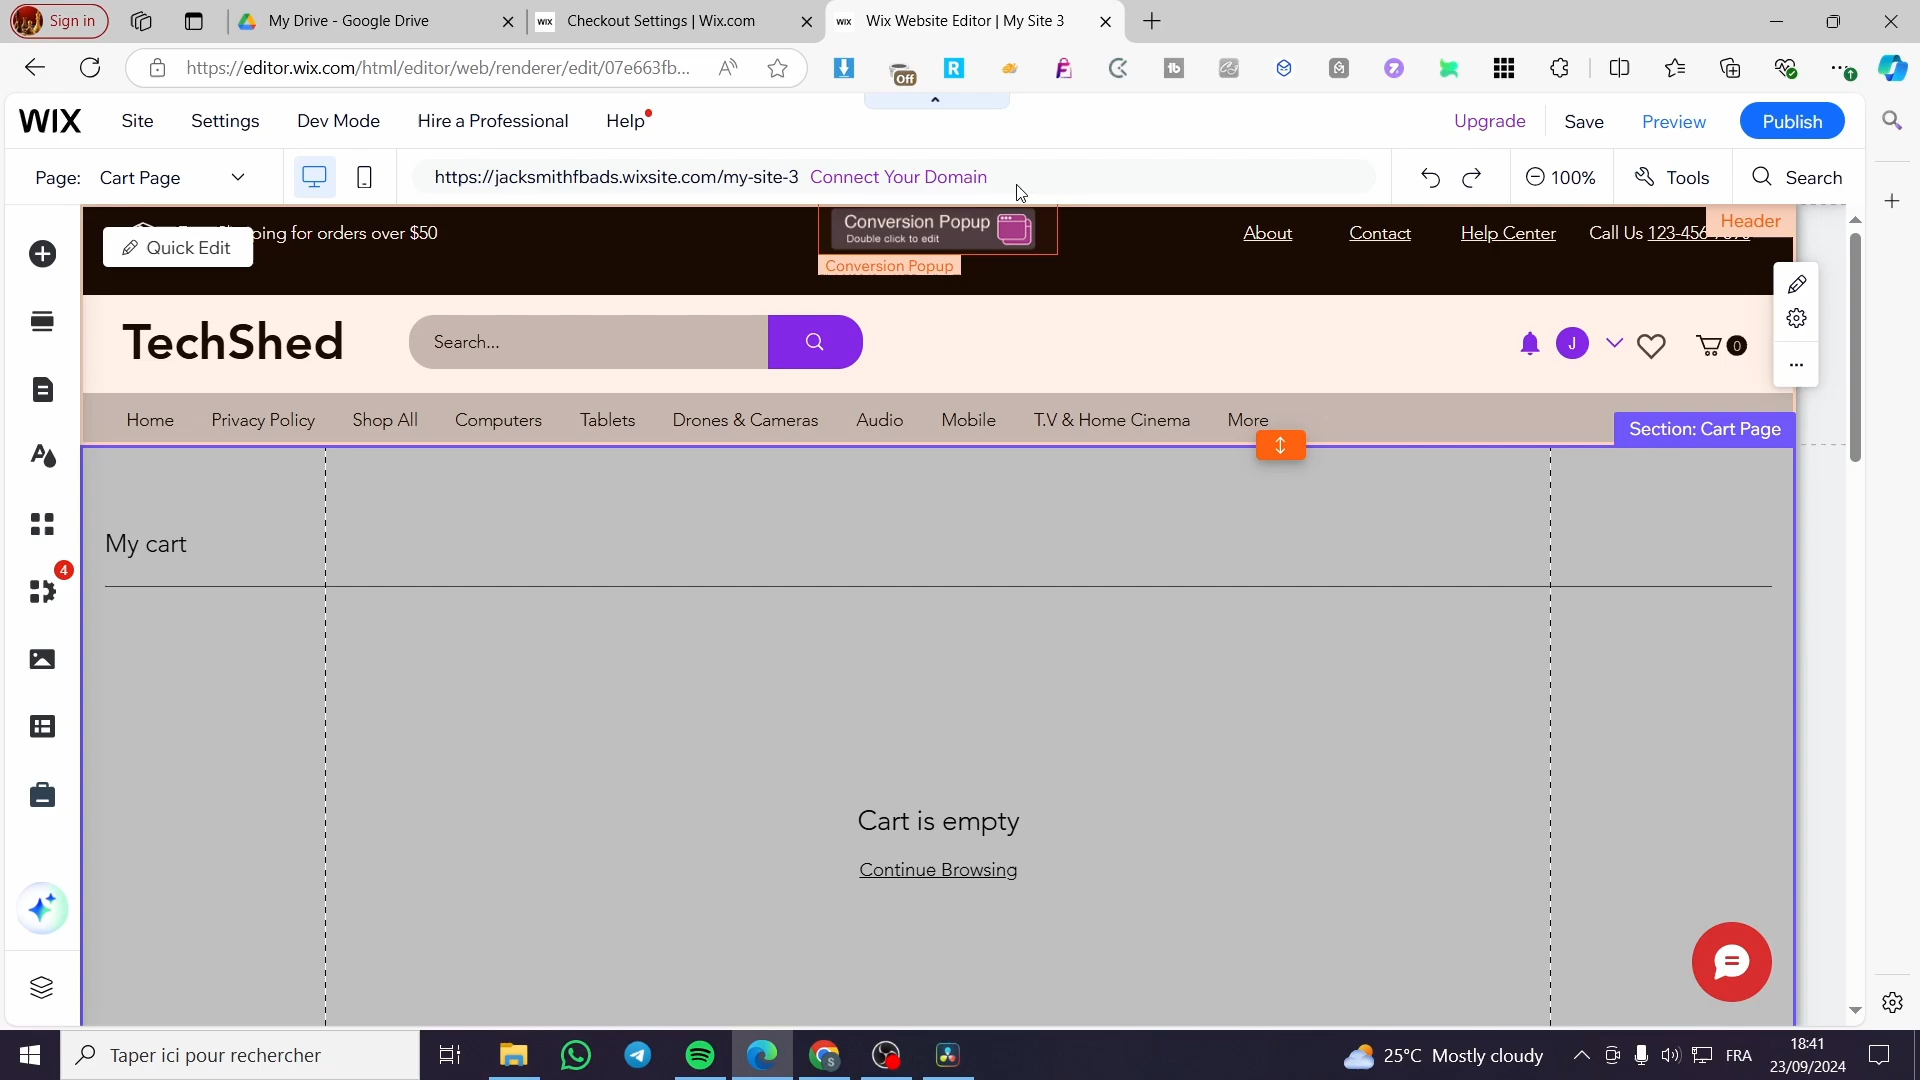 Sign in
My Drive - Google Drive
WIX Checkout Settings | Wix.com
WIX Wix Website Editor | My Site 3
https://editor.wix.com/html/editor/web/renderer/edit/07e663fb...
Off
WIX Site Settings Dev Mode Hire a Professional Help Upgrade Save Preview Publish
Page: Cart Page https://jacksmithfbads.wixsite.com/my-site-3 Connect Your Domain 100% Tools Search
ping for orders over $50
Quick Edit
Conversion Popup
Double click to edit
Conversion Popup
About Contact Help Center Call Us 123-456
Header
TechShed Search... J 0
Home Privacy Policy Shop All Computers Tablets Drones & Cameras Audio Mobile T.V & Home Cinema More
Section: Cart Page
My cart
4
Cart is empty
Continue Browsing
Taper ici pour rechercher
25°C Mostly cloudy
FRA
18:41
23/09/2024